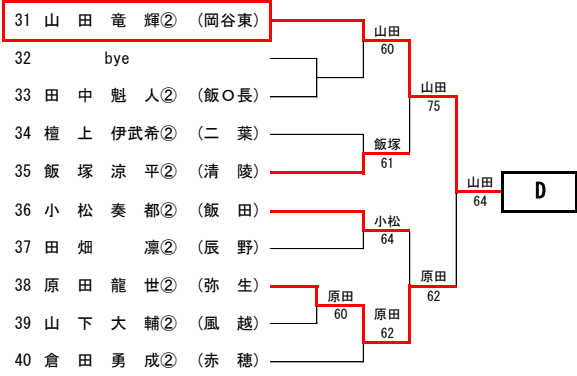 31 山 田 竜 輝② (岡谷東)
32 bye
33 田 中 魁 人② (飯O長)
34 檀 上 伊武希② (二 葉)
35 飯 塚 涼 平② (清 陵)
36 小 松 奏 都② (飯 田)
37 田 畑 凛② (辰 野)
38 原 田 龍 世② (弥 生)
39 山 下 大 輔② (風 越)
40 倉 田 勇 成② (赤 穂)
原田
60
山田
60
飯塚
61
小松
64
原田
62
山田
75
原田
62
山田
64
D